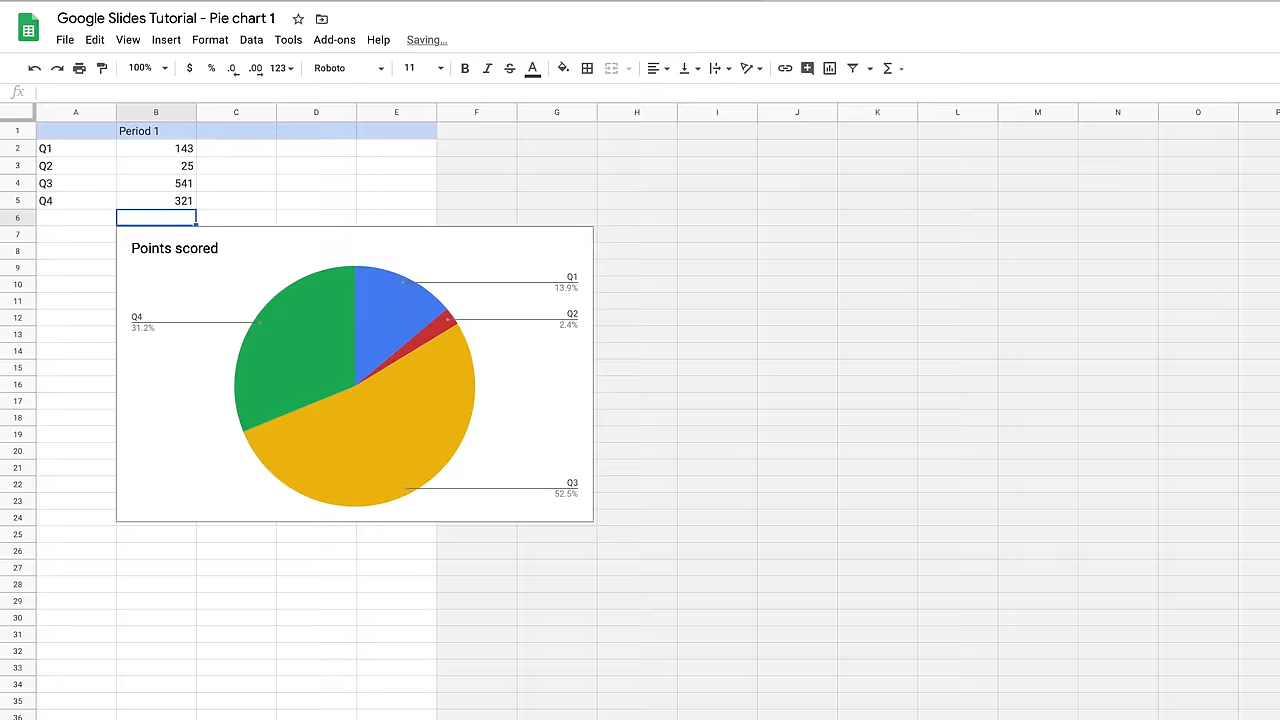 Google Slides Tutorial - Pie chart 1
File Edit View Insert Format Data Tools Add-ons Help Saving...
100% $ % .0 .00 123 Roboto 11 B I S A
fx
A B C D E F G H I J K L M N O P
1 Period 1
2 Q1 143
3 Q2 25
4 Q3 541
5 Q4 321
6
7
8
9
10
11
12
13
14
15
16
17
18
19
20
21
22
23
24
25
26
27
28
29
30
31
32
33
34
35
36
Points scored
Q1
13.9%
Q2
2.4%
Q4
31.2%
Q3
52.5%